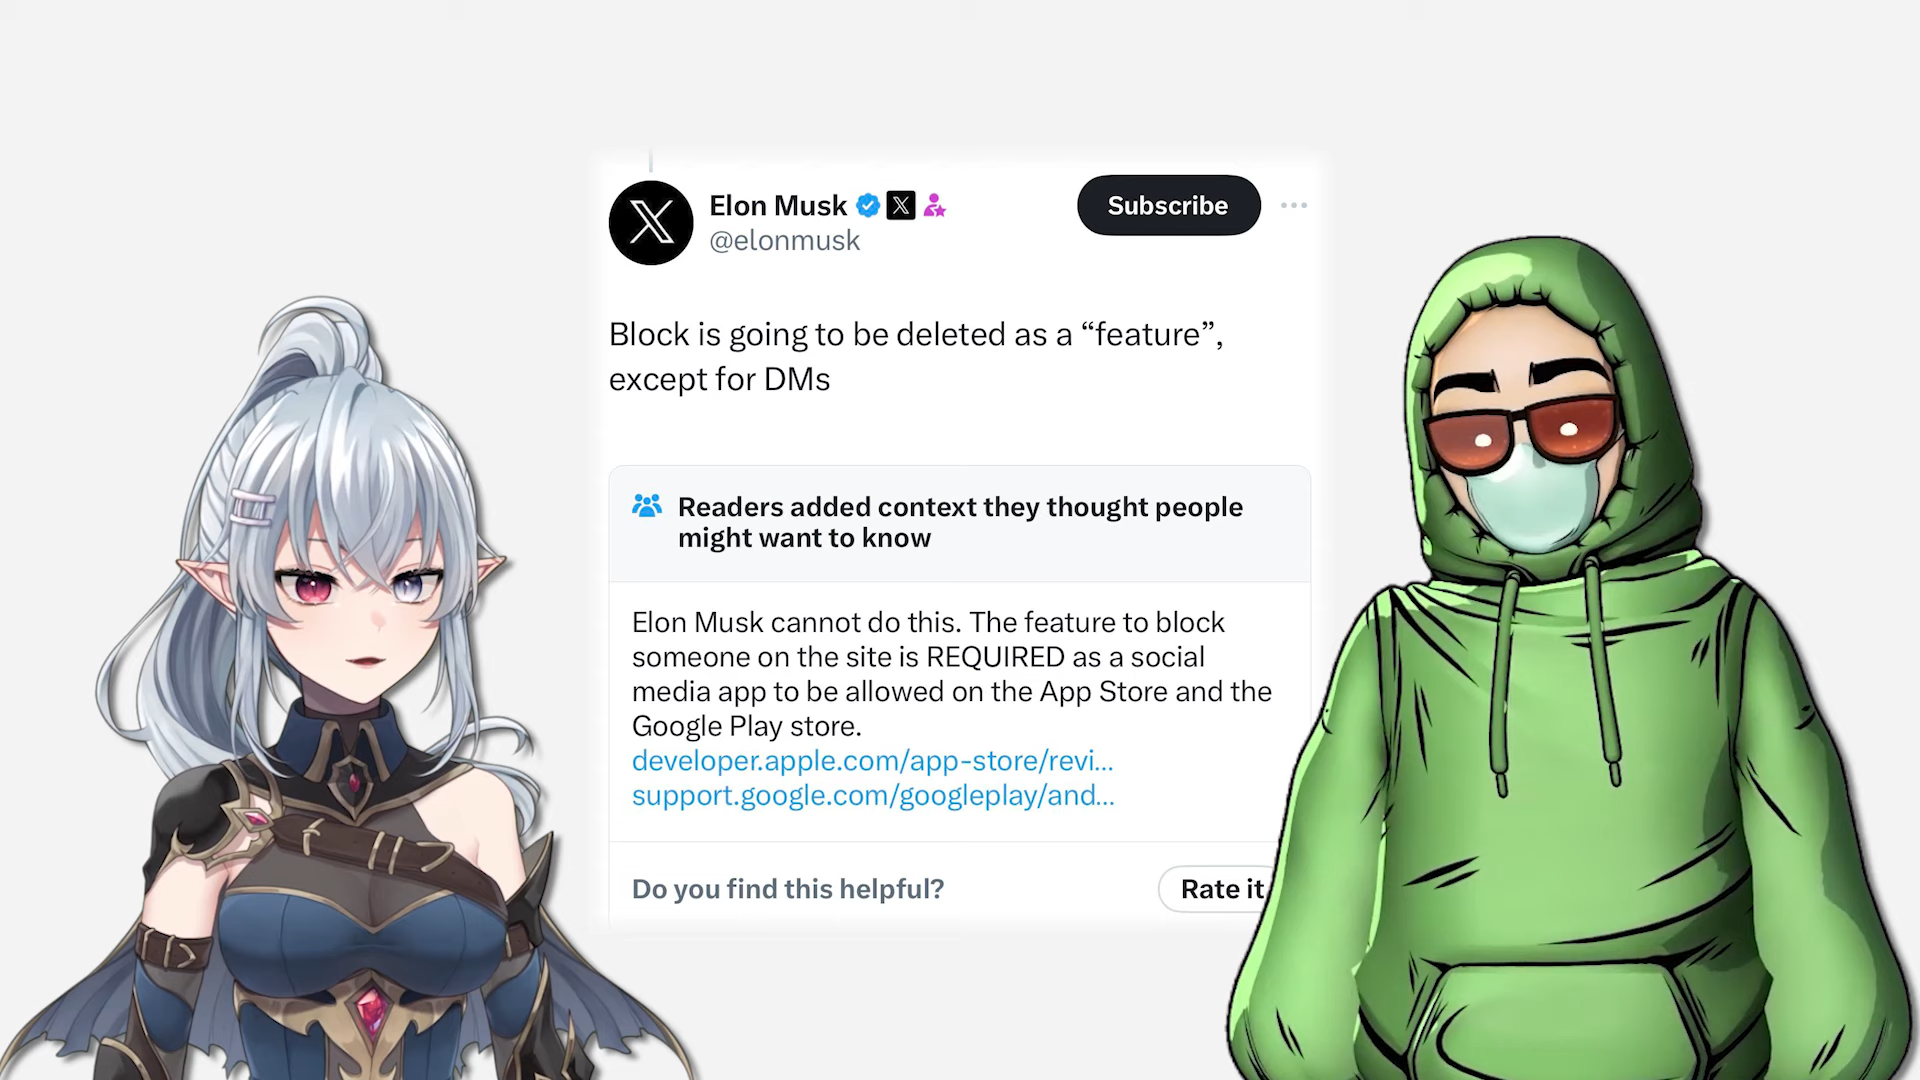 Elon Musk
@elonmusk
Subscribe
Block is going to be deleted as a “feature”,
except for DMs
Readers added context they thought people
might want to know
Elon Musk cannot do this. The feature to block
someone on the site is REQUIRED as a social
media app to be allowed on the App Store and the
Google Play store.
developer.apple.com/app-store/revi...
support.google.com/googleplay/and...
Do you find this helpful?
Rate it